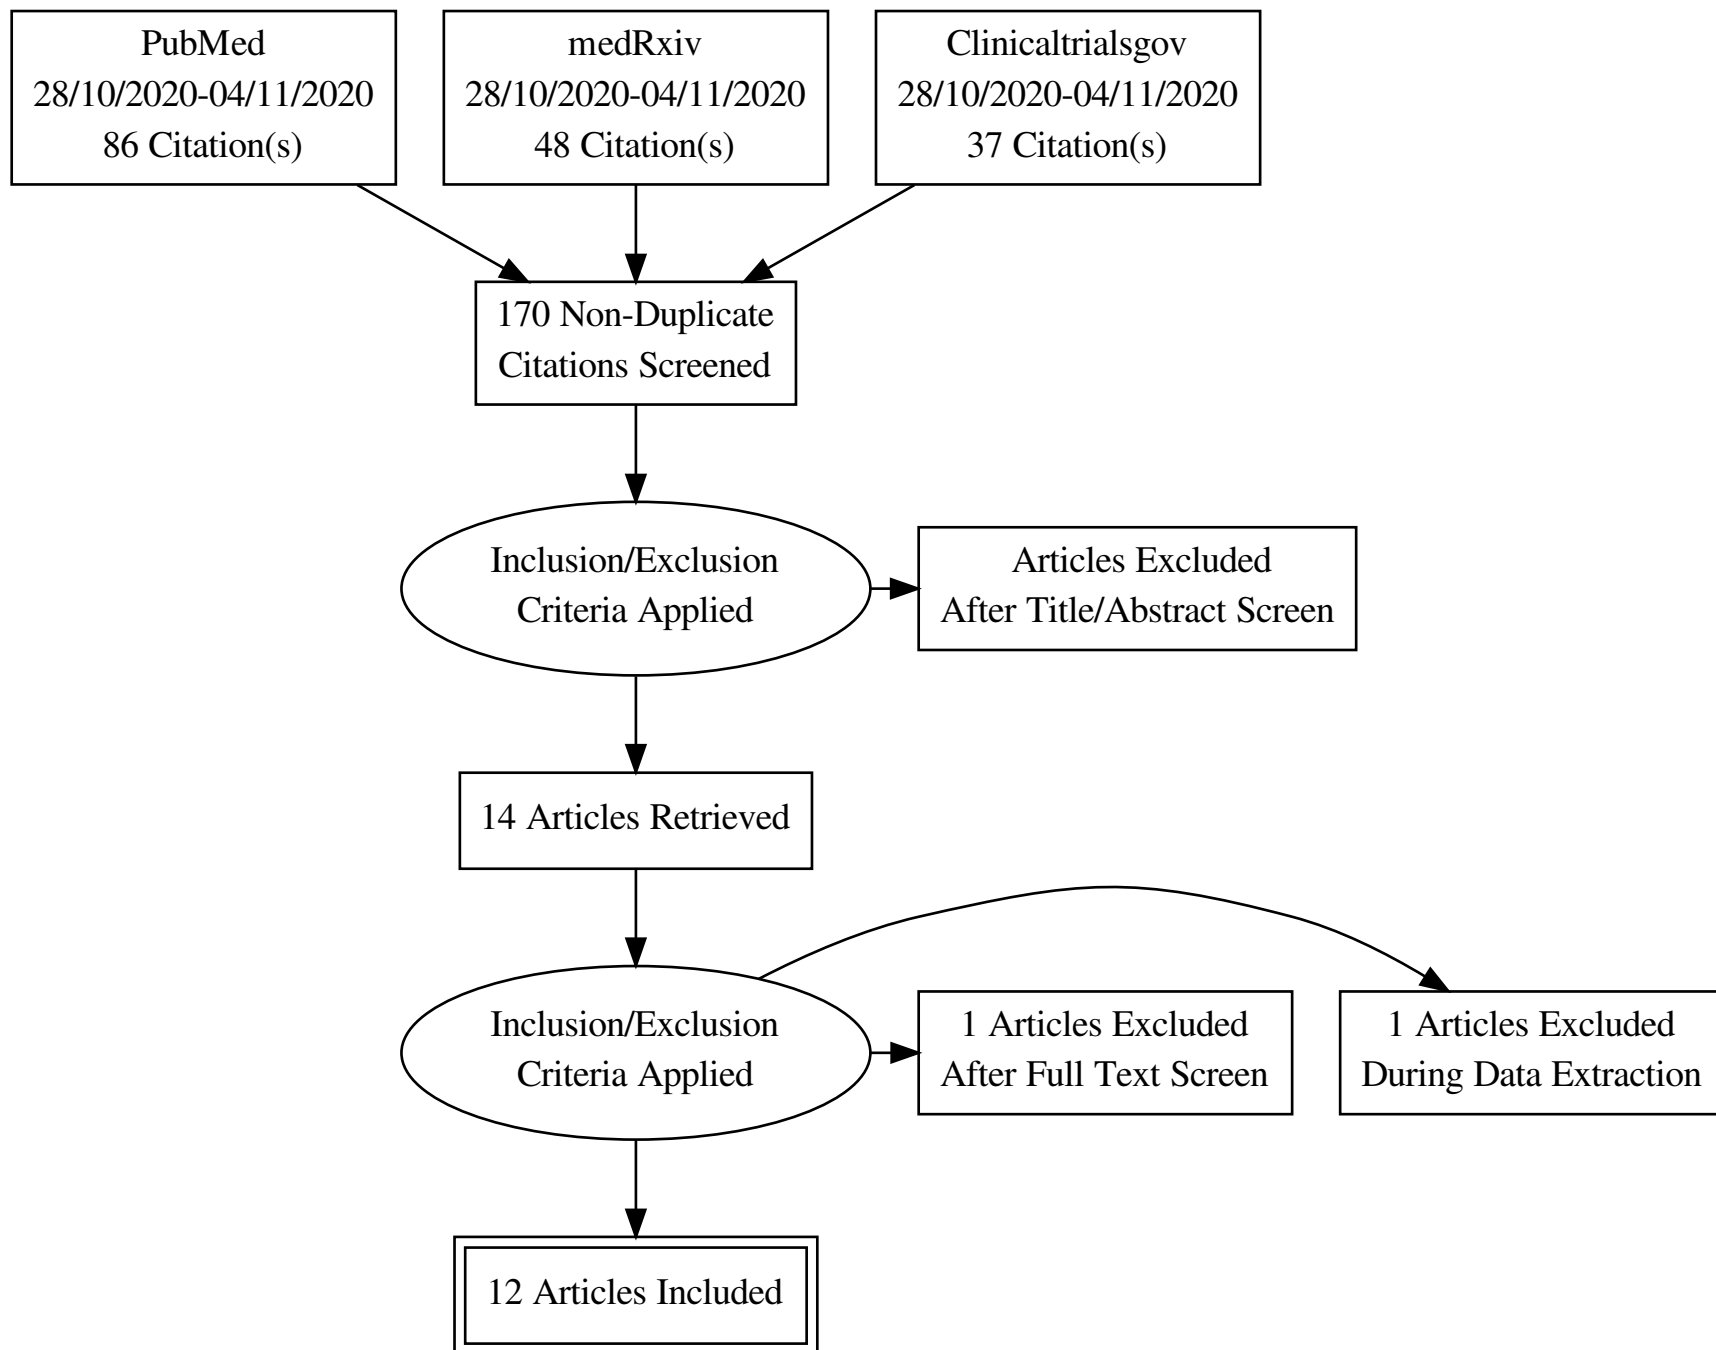 PubMed
28/10/2020-04/11/2020
86 Citation(s)
medRxiv
28/10/2020-04/11/2020
48 Citation(s)
Clinicaltrialsgov
28/10/2020-04/11/2020
37 Citation(s)
170 Non-Duplicate
Citations Screened
Inclusion/Exclusion
Criteria Applied
Articles Excluded
After Title/Abstract Screen
14 Articles Retrieved
Inclusion/Exclusion
Criteria Applied
1 Articles Excluded
After Full Text Screen
1 Articles Excluded
During Data Extraction
12 Articles Included